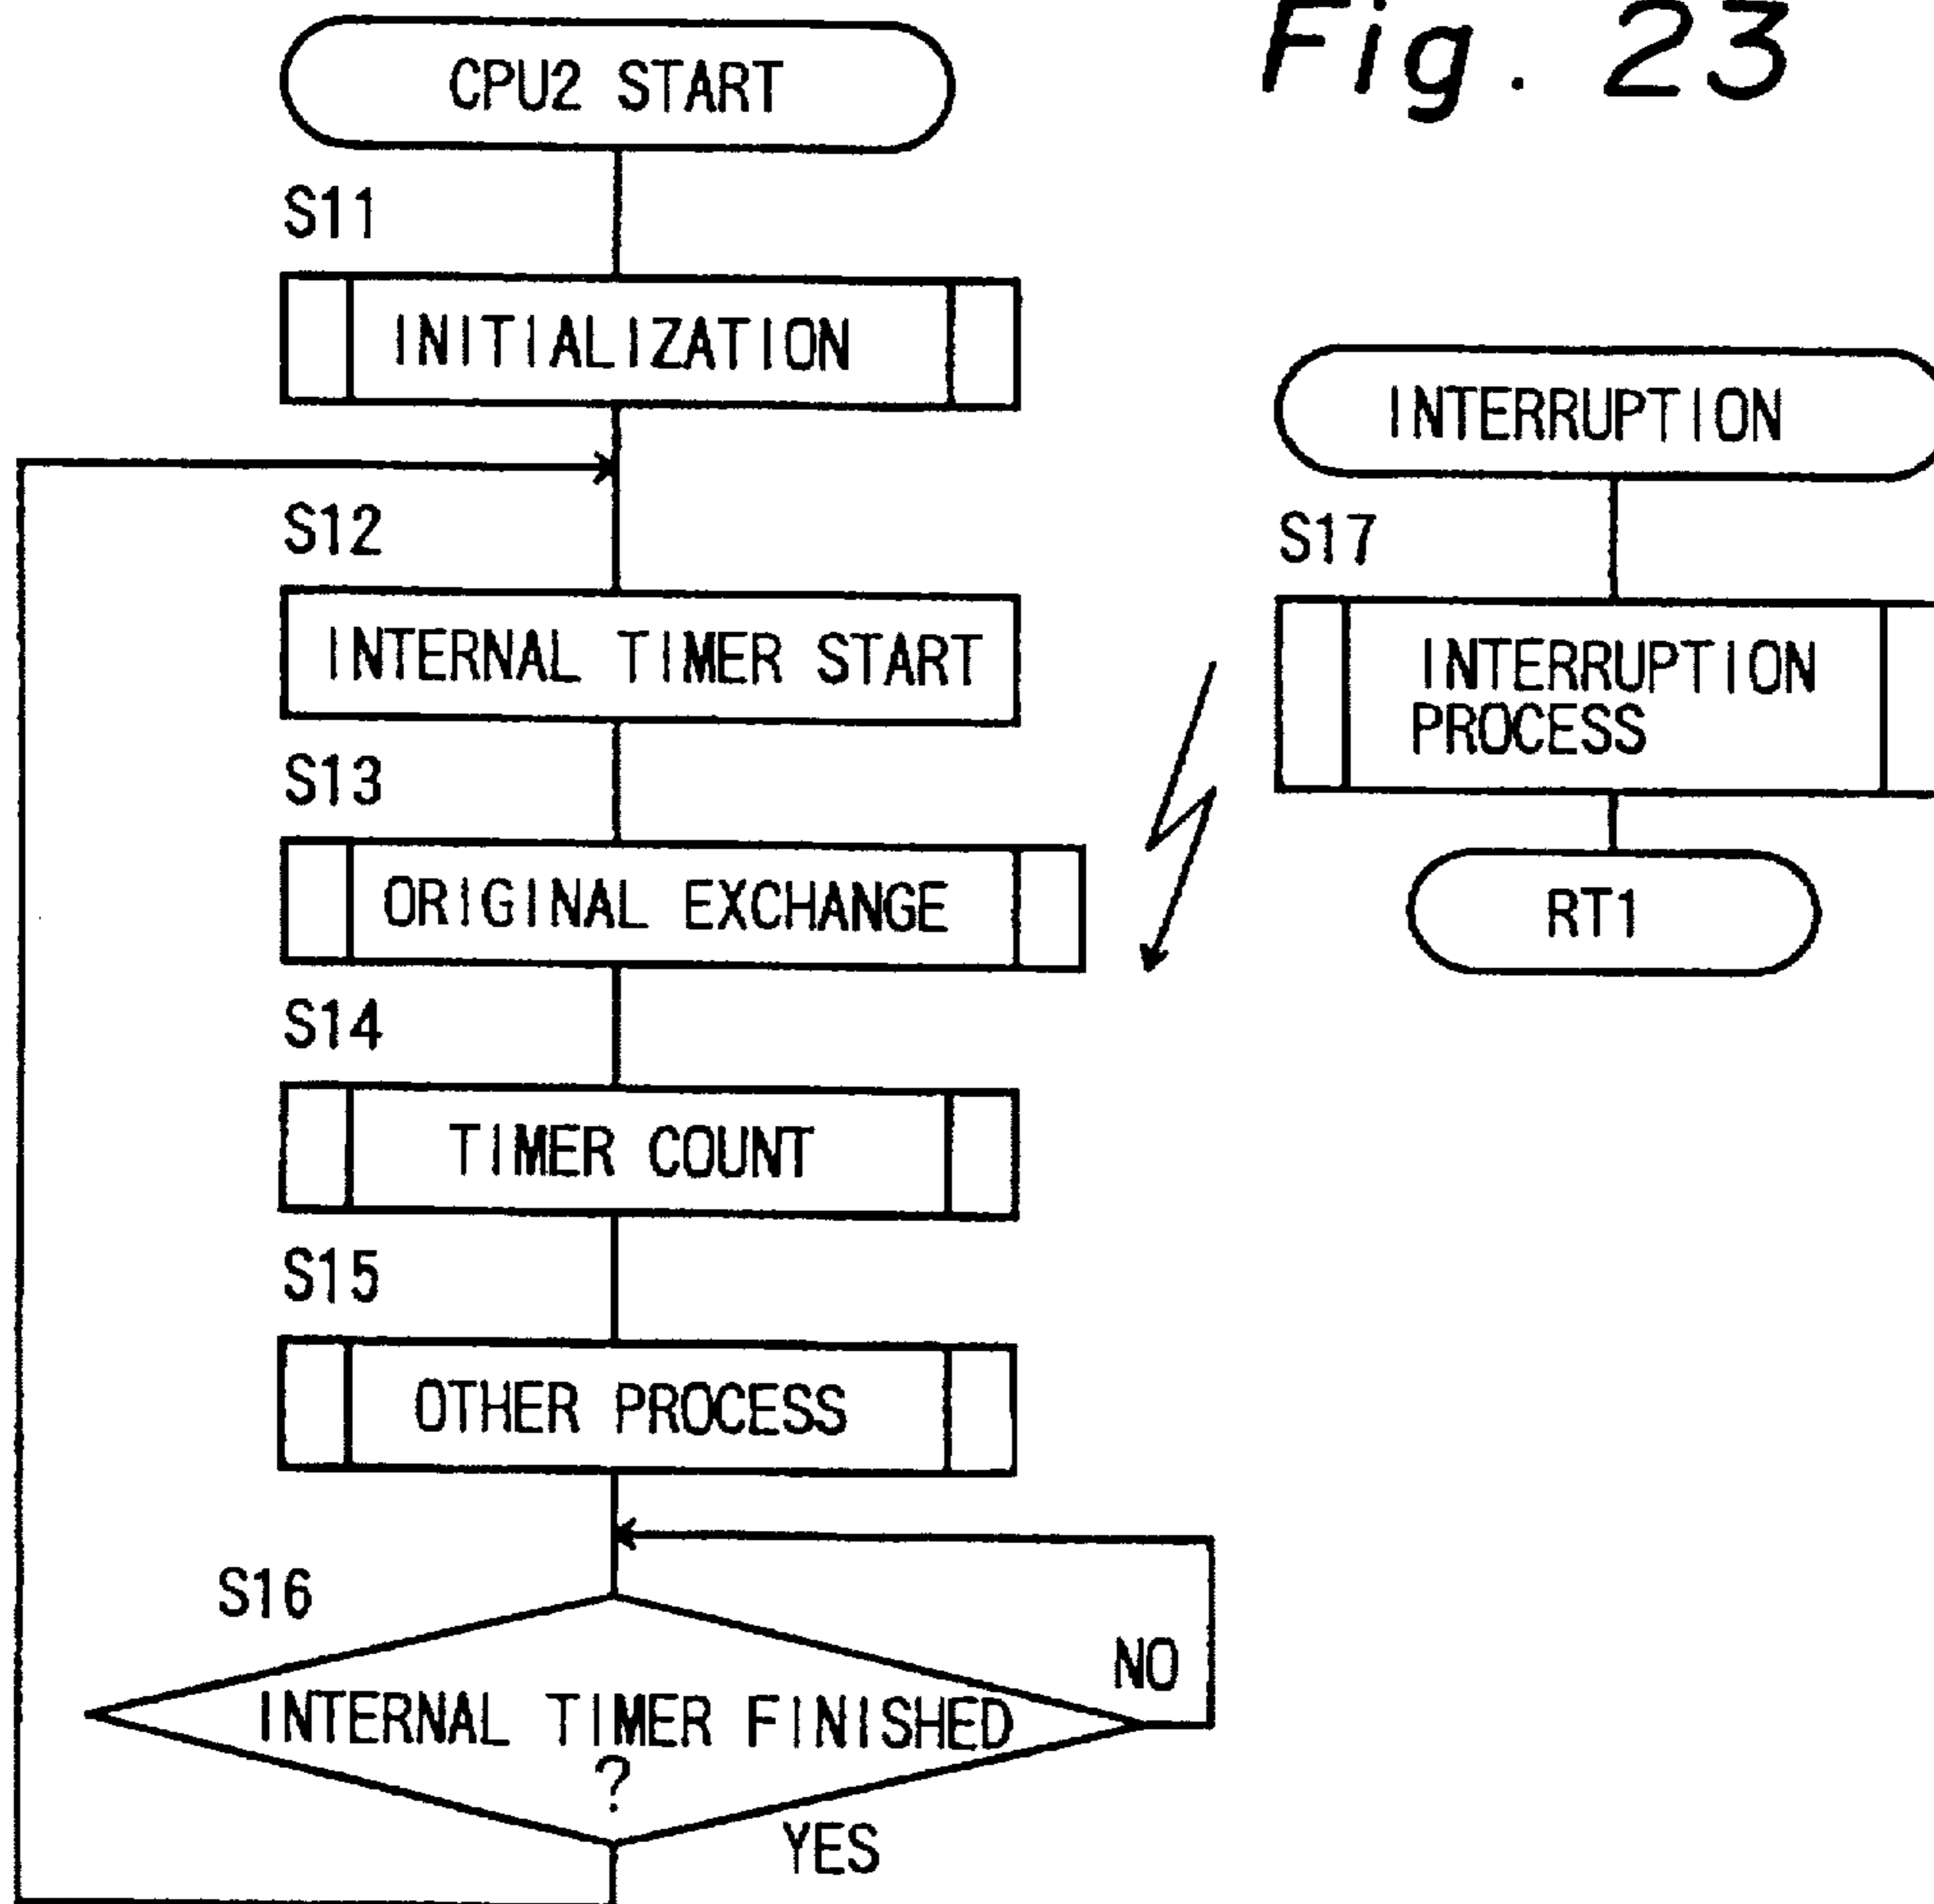 Fig. 23
CPU2 START
S11
INITIALIZATION
S12
INTERNAL TIMER START
S13
ORIGINAL EXCHANGE
S14
TIMER COUNT
S15
OTHER PROCESS
S16
INTERNAL TIMER FINISHED
?
NO
YES
INTERRUPTION
S17
INTERRUPTION
PROCESS
RT1